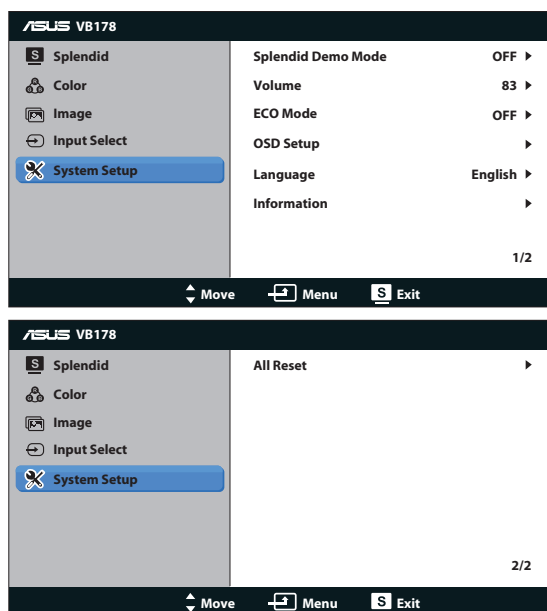 ASUS VB178
S Splendid
Splendid Demo Mode OFF
Color
Volume 83
Image
ECO Mode OFF
Input Select
OSD Setup
System Setup
Language English
Information
1/2
Move Menu S Exit
ASUS VB178
S Splendid
All Reset
Color
Image
Input Select
System Setup
2/2
Move Menu S Exit